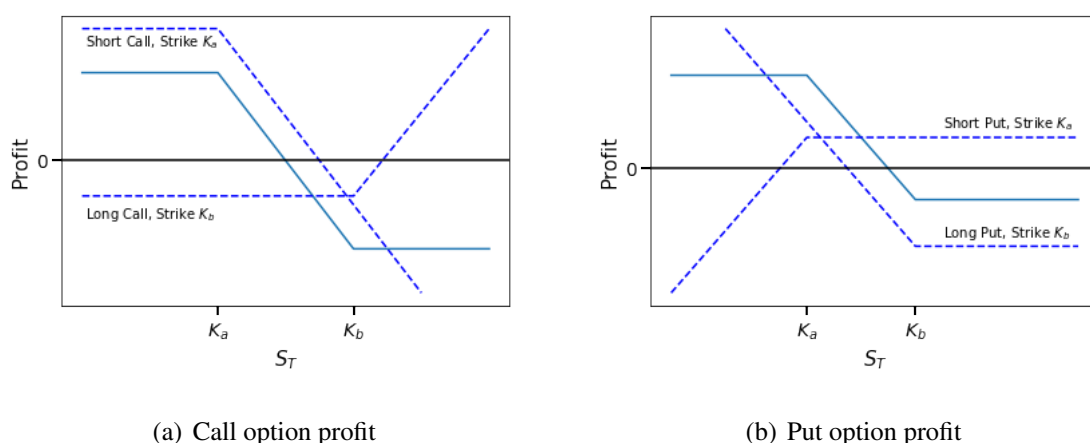 Short Call, Strike K_a
Profit
0
Long Call, Strike K_b
K_a K_b
S_T
(a) Call option profit
Short Put, Strike K_a
Profit
0
Long Put, Strike K_b
K_a K_b
S_T
(b) Put option profit